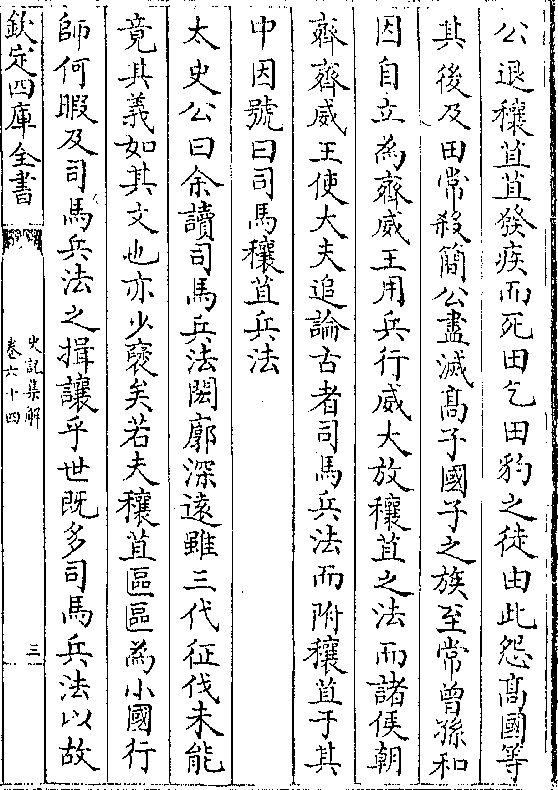 公退穰苴苴發疾而死田乞田豹之徒由此怨髙國等
其後及田常殺簡公盡滅髙子國子之族至常曾孫和
因自立為齊威王用兵行威大放穰苴之法而諸侯朝
齊齊威王使大夫追論古者司馬兵法而附穰苴于其
中因號曰司馬穰苴兵法
太史公曰余讀司馬兵法閎廓深逺雖三代征伐未能
竟其義如其文也亦少襃矣若夫穰苴區區為小國行
師何暇及司馬兵法之揖讓乎世既多司馬兵法以故
欽定四庫全書
史記集解
卷六十四
三